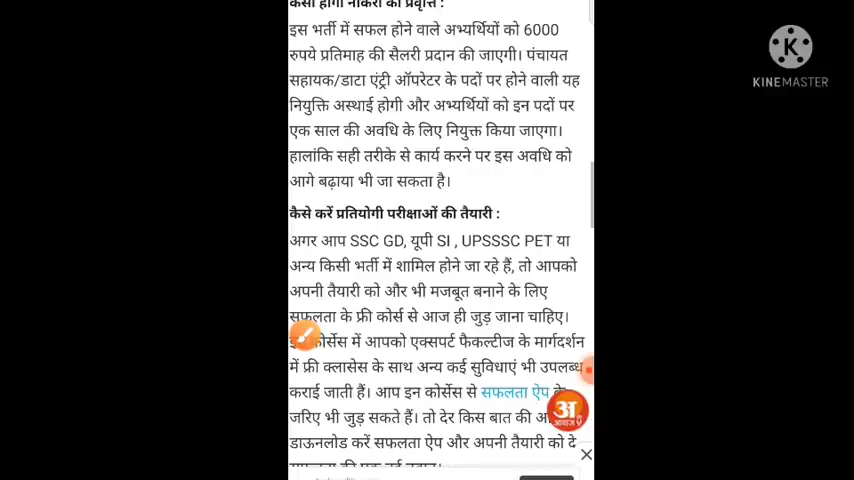 कैसी होगी नौकरी की प्रवृत्ति :
इस भर्ती में सफल होने वाले अभ्यर्थियों को 6000
रुपये प्रतिमाह की सैलरी प्रदान की जाएगी। पंचायत
सहायक/डाटा एंट्री ऑपरेटर के पदों पर होने वाली यह
नियुक्ति अस्थाई होगी और अभ्यर्थियों को इन पदों पर
एक साल की अवधि के लिए नियुक्त किया जाएगा।
हालांकि सही तरीके से कार्य करने पर इस अवधि को
आगे बढ़ाया भी जा सकता है।
कैसे करें प्रतियोगी परीक्षाओं की तैयारी :
अगर आप SSC GD, यूपी SI , UPSSSC PET या
अन्य किसी भर्ती में शामिल होने जा रहे हैं, तो आपको
अपनी तैयारी को और भी मजबूत बनाने के लिए
सफलता के फ्री कोर्स से आज ही जुड़ जाना चाहिए।
कोर्सेस में आपको एक्सपर्ट फैकल्टीज के मार्गदर्शन
में फ्री क्लासेस के साथ अन्य कई सुविधाएं भी उपलब्ध
कराई जाती हैं। आप इन कोर्सेस से सफलता ऐप के
जरिए भी जुड़ सकते हैं। तो देर किस बात की
डाऊनलोड करें सफलता ऐप और अपनी तैयारी को दें
अ
आवाज़
K
KINEMASTER